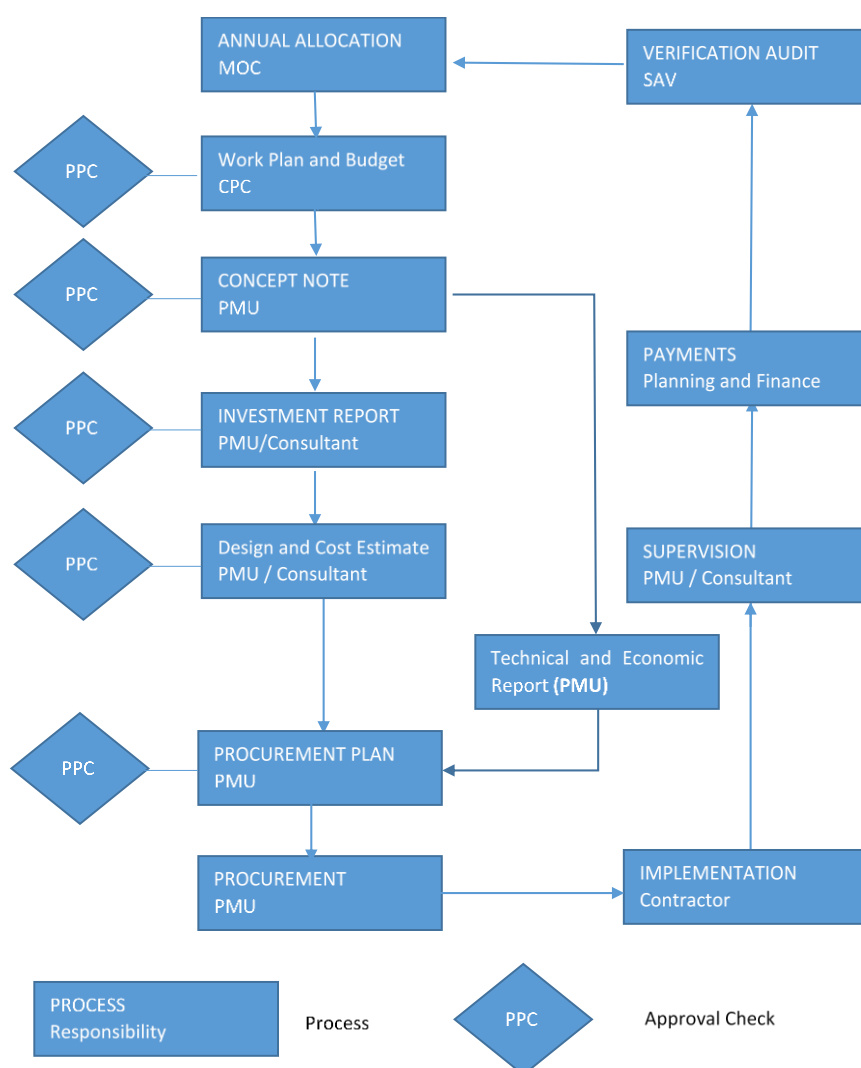 ANNUAL ALLOCATION
MOC
VERIFICATION AUDIT
SAV
PPC
Work Plan and Budget
CPC
PPC
CONCEPT NOTE
PMU
PAYMENTS
Planning and Finance
PPC
INVESTMENT REPORT
PMU/Consultant
PPC
Design and Cost Estimate
PMU / Consultant
SUPERVISION
PMU / Consultant
Technical and Economic
Report (PMU)
PPC
PROCUREMENT PLAN
PMU
PROCUREMENT
PMU
IMPLEMENTATION
Contractor
PROCESS
Responsibility
Process
PPC
Approval Check